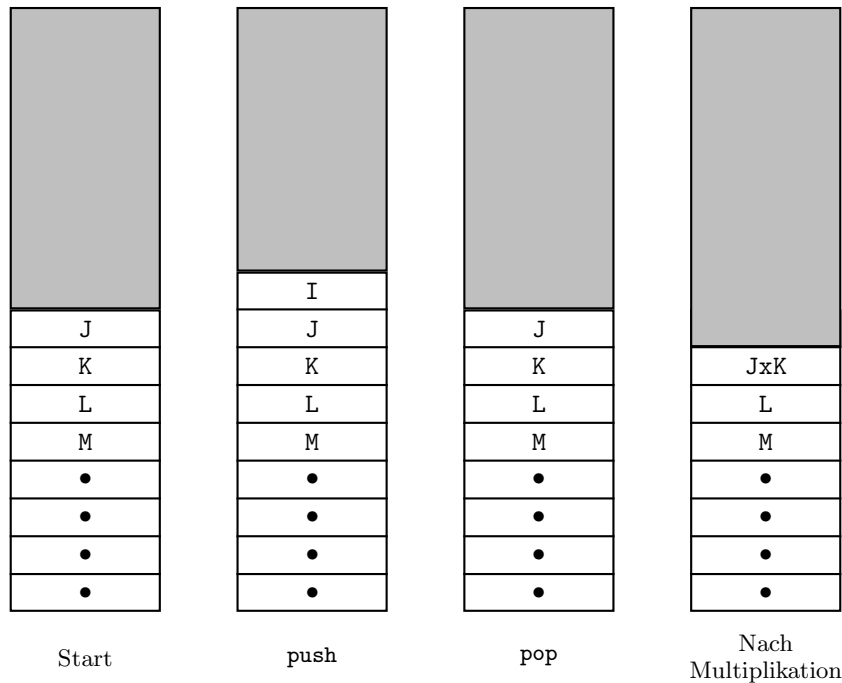 I
J J J
K K K JxK
L L L L
M M M M
• • • •
• • • •
• • • •
• • • •
Start push pop Nach
Multiplikation